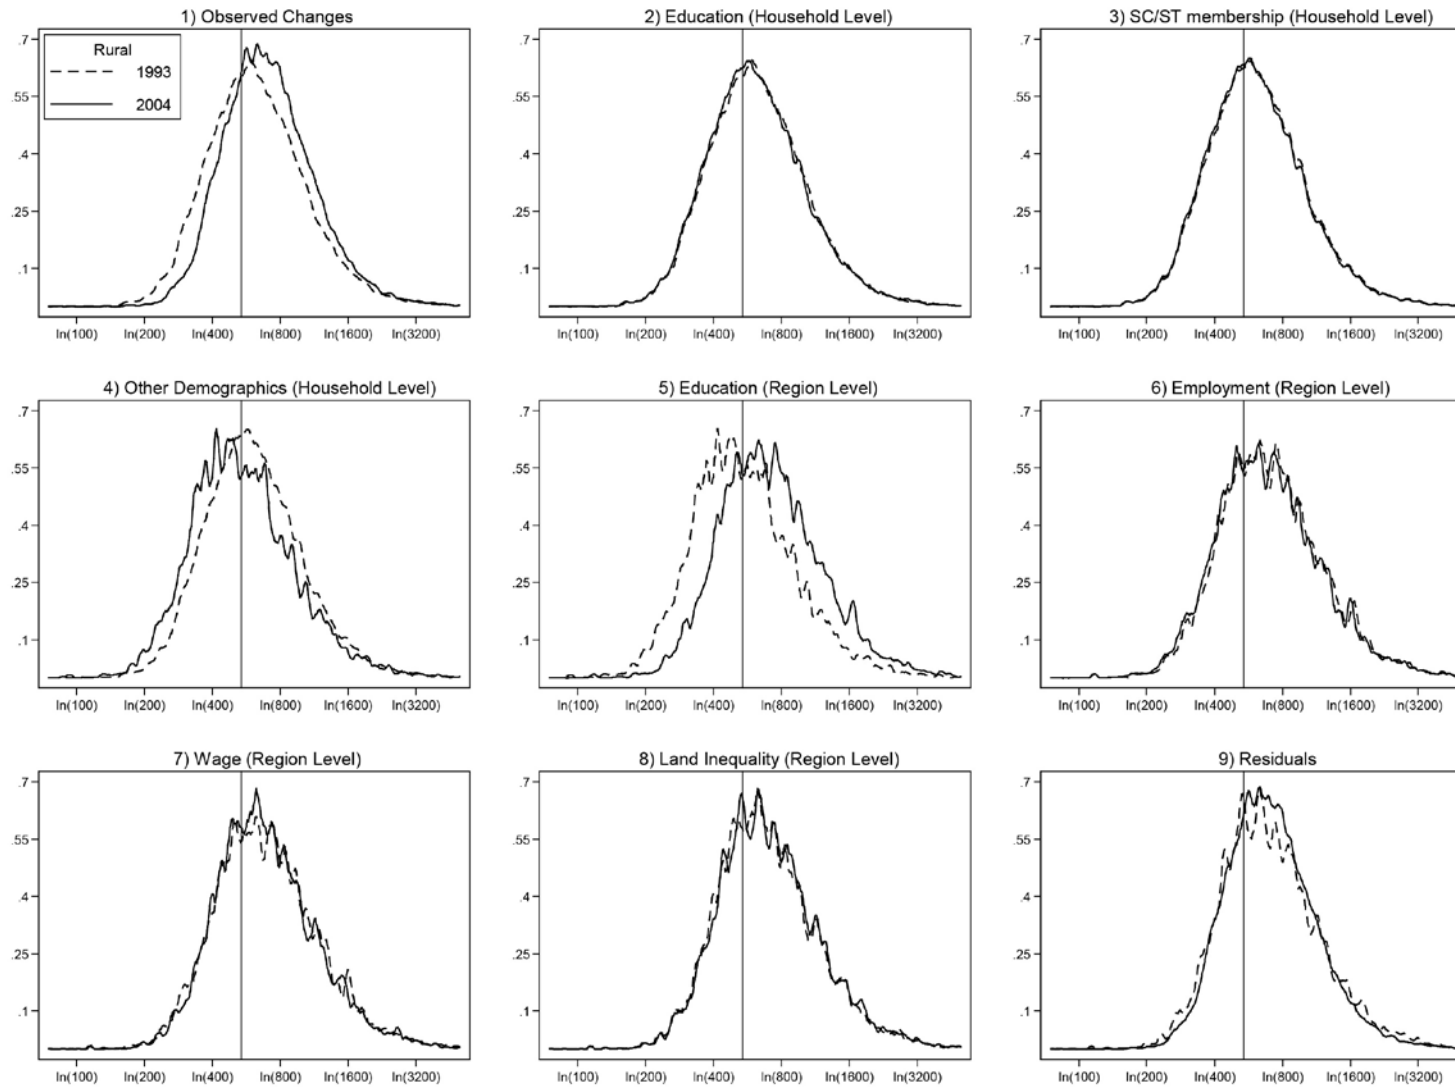 1) Observed Changes
2) Education (Household Level)
3) SC/ST membership (Household Level)
.7
.55
.4
.25
.1
Rural
1993
2004
ln(100) ln(200) ln(400) ln(800) ln(1600) ln(3200)
.7
.55
.4
.25
.1
ln(100) ln(200) ln(400) ln(800) ln(1600) ln(3200)
.7
.55
.4
.25
.1
ln(100) ln(200) ln(400) ln(800) ln(1600) ln(3200)
4) Other Demographics (Household Level)
5) Education (Region Level)
6) Employment (Region Level)
.7
.55
.4
.25
.1
ln(100) ln(200) ln(400) ln(800) ln(1600) ln(3200)
.7
.55
.4
.25
.1
ln(100) ln(200) ln(400) ln(800) ln(1600) ln(3200)
.7
.55
.4
.25
.1
ln(100) ln(200) ln(400) ln(800) ln(1600) ln(3200)
7) Wage (Region Level)
8) Land Inequality (Region Level)
9) Residuals
.7
.55
.4
.25
.1
ln(100) ln(200) ln(400) ln(800) ln(1600) ln(3200)
.7
.55
.4
.25
.1
ln(100) ln(200) ln(400) ln(800) ln(1600) ln(3200)
.7
.55
.4
.25
.1
ln(100) ln(200) ln(400) ln(800) ln(1600) ln(3200)